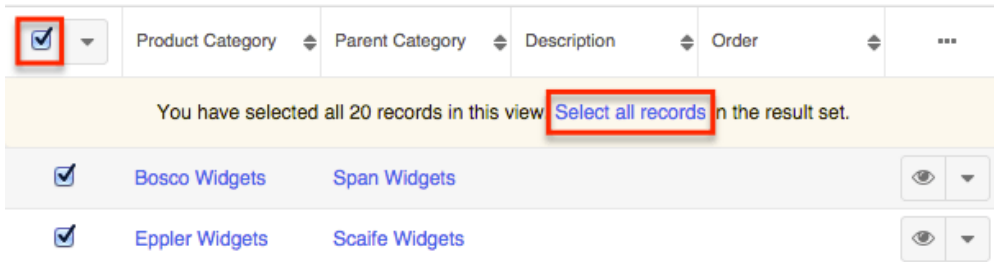 Product Category Parent Category Description Order
You have selected all 20 records in this view Select all records n the result set.
Bosco Widgets Span Widgets
Eppler Widgets Scaife Widgets